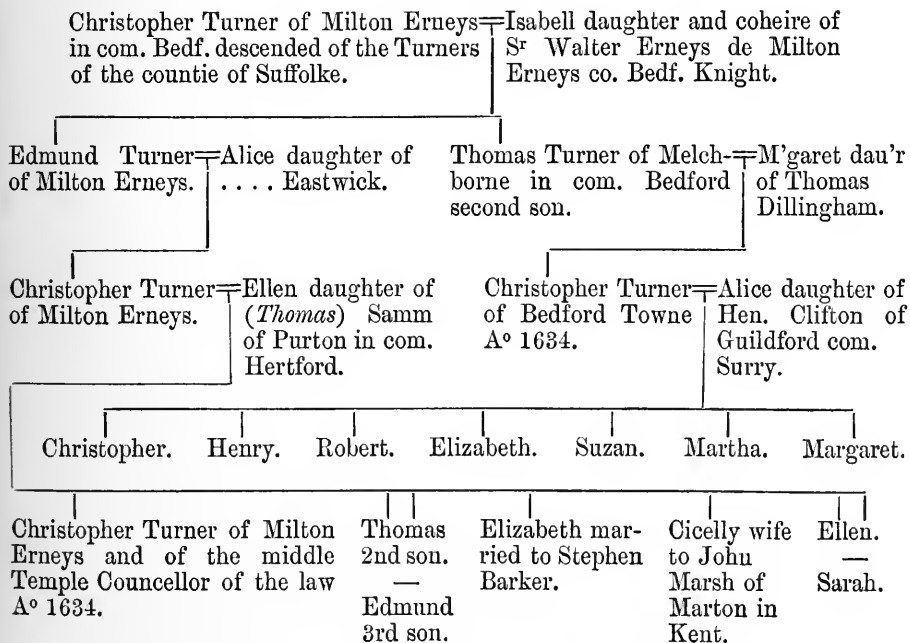 Christopher Turner of Milton Erneys
in com. Bedf. descended of the Turners
of the countie of Suffolke.
Isabell daughter and coheire of
Sʳ Walter Erneys de Milton
Erneys co. Bedf. Knight.
Edmund Turner
of Milton Erneys.
Alice daughter of
.... Eastwick.
Thomas Turner of Melch-
borne in com. Bedford
second son.
M'garet dau'r
of Thomas
Dillingham.
Christopher Turner
of Milton Erneys.
Ellen daughter of
(Thomas) Samm
of Purton in com.
Hertford.
Christopher Turner
of Bedford Towne
Aº 1634.
Alice daughter of
Hen. Clifton of
Guildford com.
Surry.
Christopher. Henry. Robert. Elizabeth. Suzan. Martha. Margaret.
Christopher Turner of Milton
Erneys and of the middle
Temple Councellor of the law
Aº 1634.
Thomas
2nd son.
—
Edmund
3rd son.
Elizabeth mar-
ried to Stephen
Barker.
Cicelly wife
to John
Marsh of
Marton in
Kent.
Ellen.
—
Sarah.